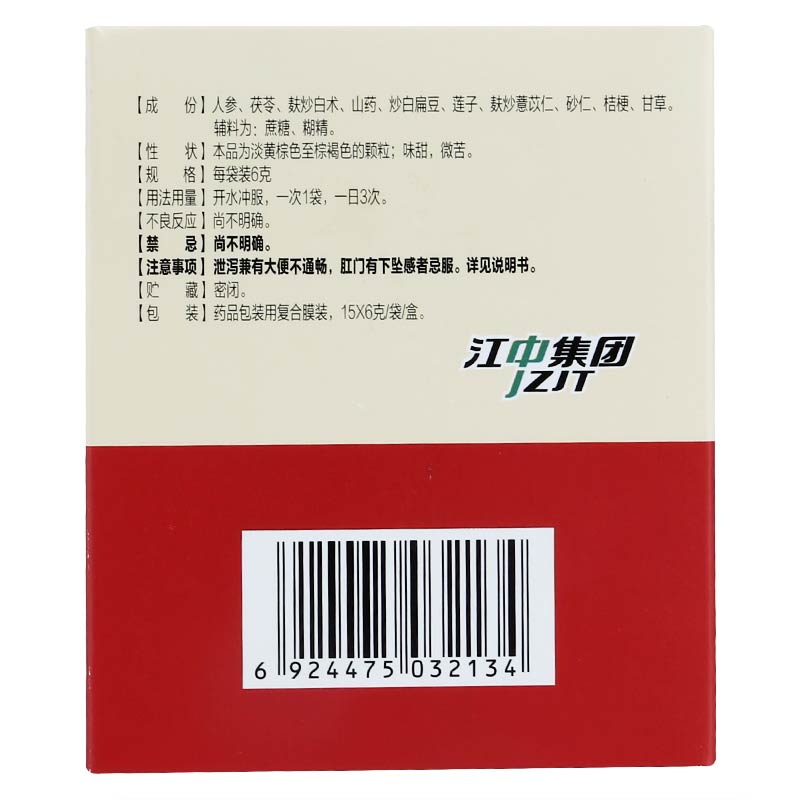 【成 份】人参、茯苓、麸炒白术、山药、炒白扁豆、莲子、麸炒薏苡仁、砂仁、桔梗、甘草。
辅料为：蔗糖、糊精。
【性 状】本品为淡黄棕色至棕褐色的颗粒；味甜，微苦。
【规 格】每袋装6克
【用法用量】开水冲服，一次1袋，一日3次。
【不良反应】尚不明确。
【禁 忌】尚不明确。
【注意事项】泄泻兼有大便不通畅，肛门有下坠感者忌服。详见说明书。
【贮 藏】密闭。
【包 装】药品包装用复合膜装，15X6克/袋/盒。
江中集团
JZJT
6 924475 032134